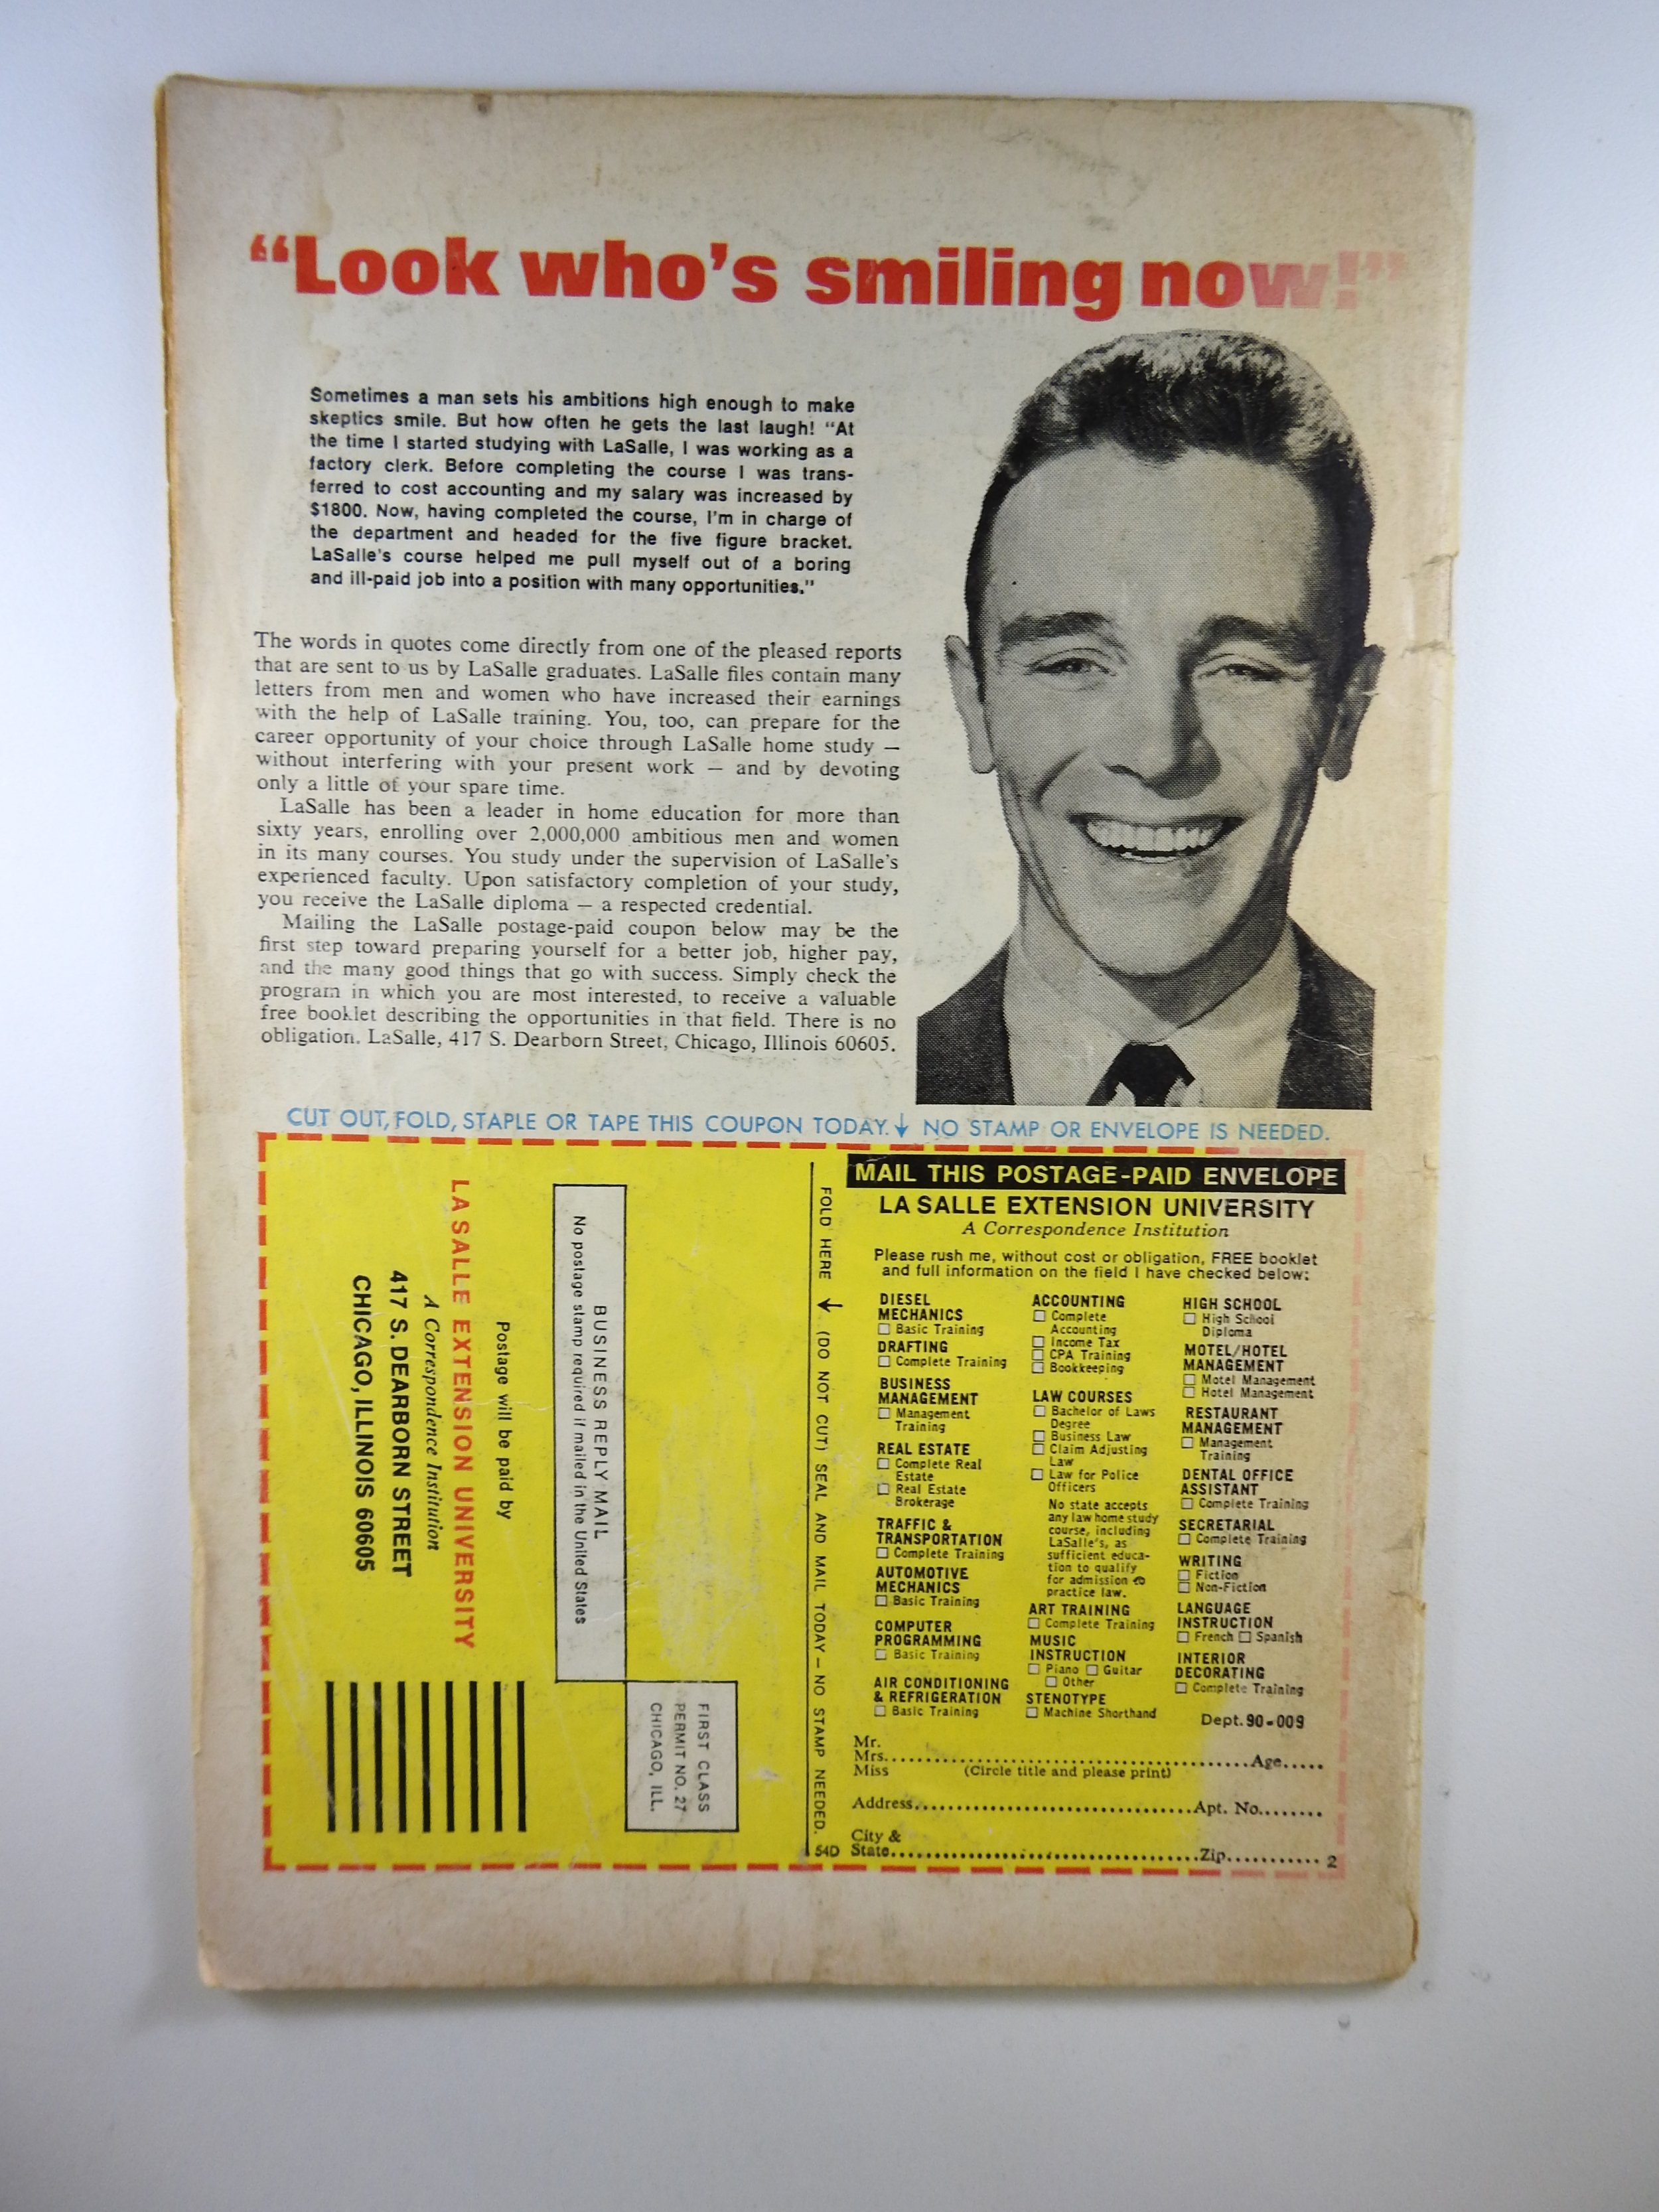 “Look who’s smiling now!”
Sometimes a man sets his ambitions high enough to make
skeptics smile. But how often he gets the last laugh! “At
the time I started studying with LaSalle, I was working as a
factory clerk. Before completing the course I was trans-
ferred to cost accounting and my salary was increased by
$1800. Now, having completed the course, I’m in charge of
the department and headed for the five figure bracket.
LaSalle’s course helped me pull myself out of a boring
and ill-paid job into a position with many opportunities.”
The words in quotes come directly from one of the pleased reports
that are sent to us by LaSalle graduates. LaSalle files contain many
letters from men and women who have increased their earnings
with the help of LaSalle training. You, too, can prepare for the
career opportunity of your choice through LaSalle home study —
without interfering with your present work — and by devoting
only a little of your spare time.
LaSalle has been a leader in home education for more than
sixty years, enrolling over 2,000,000 ambitious men and women
in its many courses. You study under the supervision of LaSalle’s
experienced faculty. Upon satisfactory completion of your study,
you receive the LaSalle diploma — a respected credential.
Mailing the LaSalle postage-paid coupon below may be the
first step toward preparing yourself for a better job, higher pay,
and the many good things that go with success. Simply check the
program in which you are most interested, to receive a valuable
free booklet describing the opportunities in that field. There is no
obligation. LaSalle, 417 S. Dearborn Street, Chicago, Illinois 60605.
CUT OUT, FOLD, STAPLE OR TAPE THIS COUPON TODAY. ↓ NO STAMP OR ENVELOPE IS NEEDED.
FIRST CLASS
PERMIT NO. 27
CHICAGO, ILL.
BUSINESS REPLY MAIL
No postage stamp required if mailed in the United States
Postage will be paid by
LA SALLE EXTENSION UNIVERSITY
A Correspondence Institution
417 S. DEARBORN STREET
CHICAGO, ILLINOIS 60605
FOLD HERE ↓ (DO NOT CUT) SEAL AND MAIL TODAY — NO STAMP NEEDED.
54D
MAIL THIS POSTAGE-PAID ENVELOPE
LA SALLE EXTENSION UNIVERSITY
A Correspondence Institution
Please rush me, without cost or obligation, FREE booklet
and full information on the field I have checked below:
DIESEL
MECHANICS
☐ Basic Training
DRAFTING
☐ Complete Training
BUSINESS
MANAGEMENT
☐ Management
Training
REAL ESTATE
☐ Complete Real
Estate
☐ Real Estate
Brokerage
TRAFFIC &
TRANSPORTATION
☐ Complete Training
AUTOMOTIVE
MECHANICS
☐ Basic Training
COMPUTER
PROGRAMMING
☐ Basic Training
AIR CONDITIONING
& REFRIGERATION
☐ Basic Training
ACCOUNTING
☐ Complete
Accounting
☐ Income Tax
☐ CPA Training
☐ Bookkeeping
LAW COURSES
☐ Bachelor of Laws
Degree
☐ Business Law
☐ Claim Adjusting
Law
☐ Law for Police
Officers
No state accepts
any law home study
course, including
LaSalle’s, as
sufficient educa-
tion to qualify
for admission to
practice law.
ART TRAINING
☐ Complete Training
MUSIC
INSTRUCTION
☐ Piano ☐ Guitar
☐ Other
STENOTYPE
☐ Machine Shorthand
HIGH SCHOOL
☐ High School
Diploma
MOTEL/HOTEL
MANAGEMENT
☐ Motel Management
☐ Hotel Management
RESTAURANT
MANAGEMENT
☐ Management
Training
DENTAL OFFICE
ASSISTANT
☐ Complete Training
SECRETARIAL
☐ Complete Training
WRITING
☐ Fiction
☐ Non-Fiction
LANGUAGE
INSTRUCTION
☐ French ☐ Spanish
INTERIOR
DECORATING
☐ Complete Training
Dept. 90-009
Mr.
Mrs. ........ Age.....
Miss (Circle title and please print)
Address........ Apt. No........
City &
State........ Zip........... 2